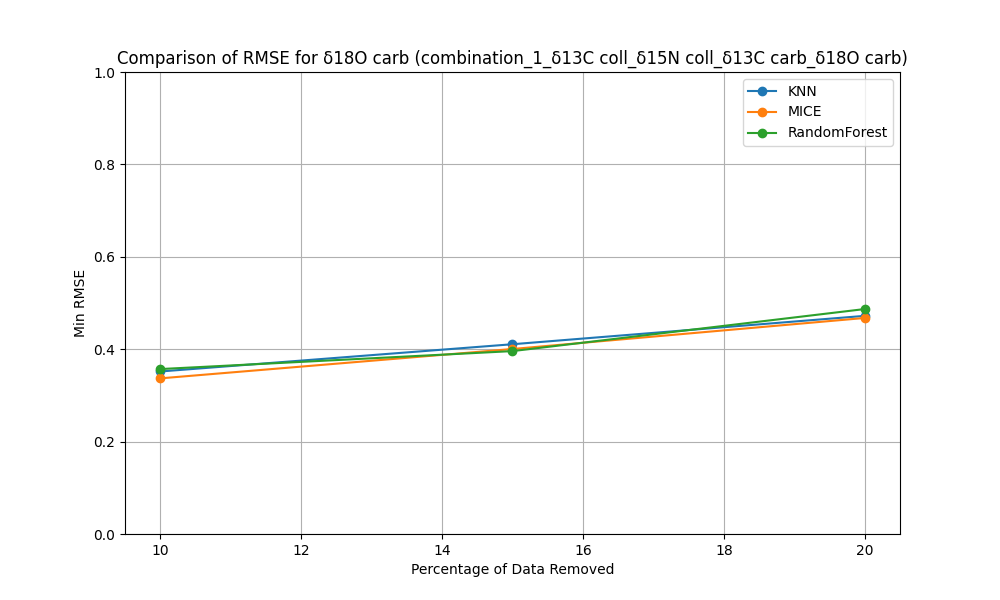 Comparison of RMSE for δ18O carb (combination_1_δ13C coll_δ15N coll_δ13C carb_δ18O carb)
1.0
0.8
0.6
0.4
0.2
0.0
Min RMSE
KNN
MICE
RandomForest
10 12 14 16 18 20
Percentage of Data Removed